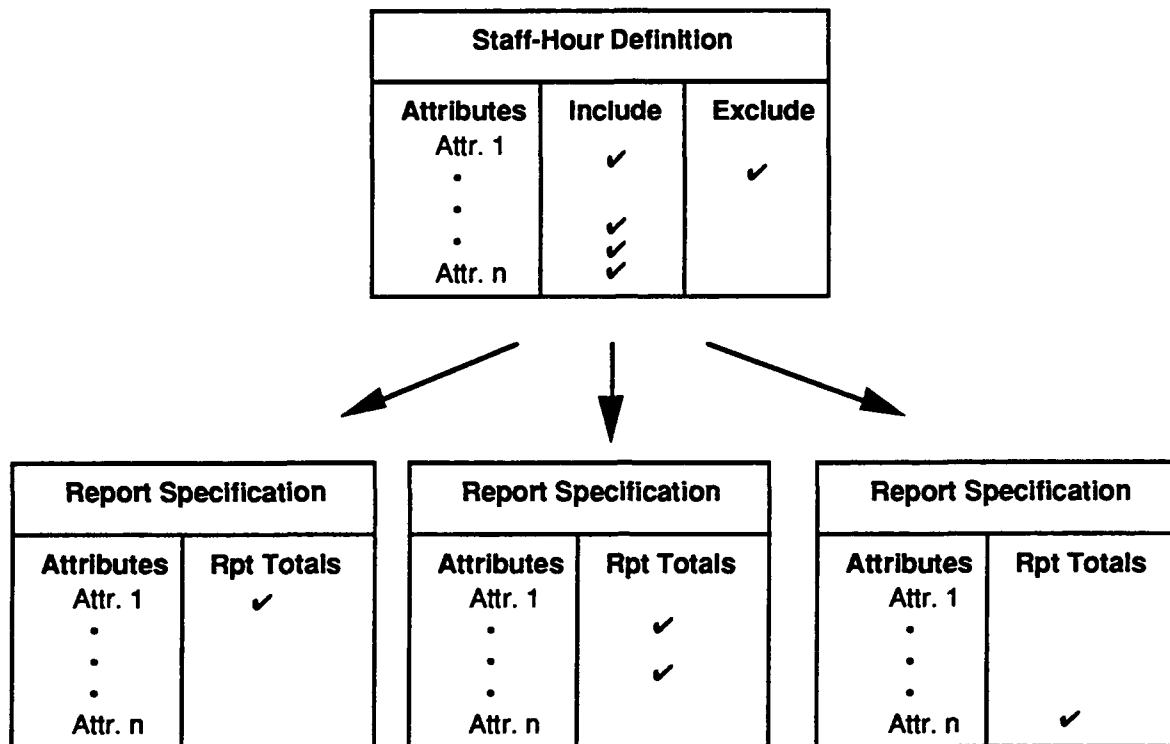 Staff-Hour Definition
Attributes Include Exclude
Attr. 1 ✔
• ✔
•
• ✔
✔
Attr. n ✔
Report Specification Report Specification Report Specification
Attributes Rpt Totals Attributes Rpt Totals Attributes Rpt Totals
Attr. 1 ✔ Attr. 1 Attr. 1
• • ✔ •
• • ✔ •
• • •
Attr. n Attr. n Attr. n ✔